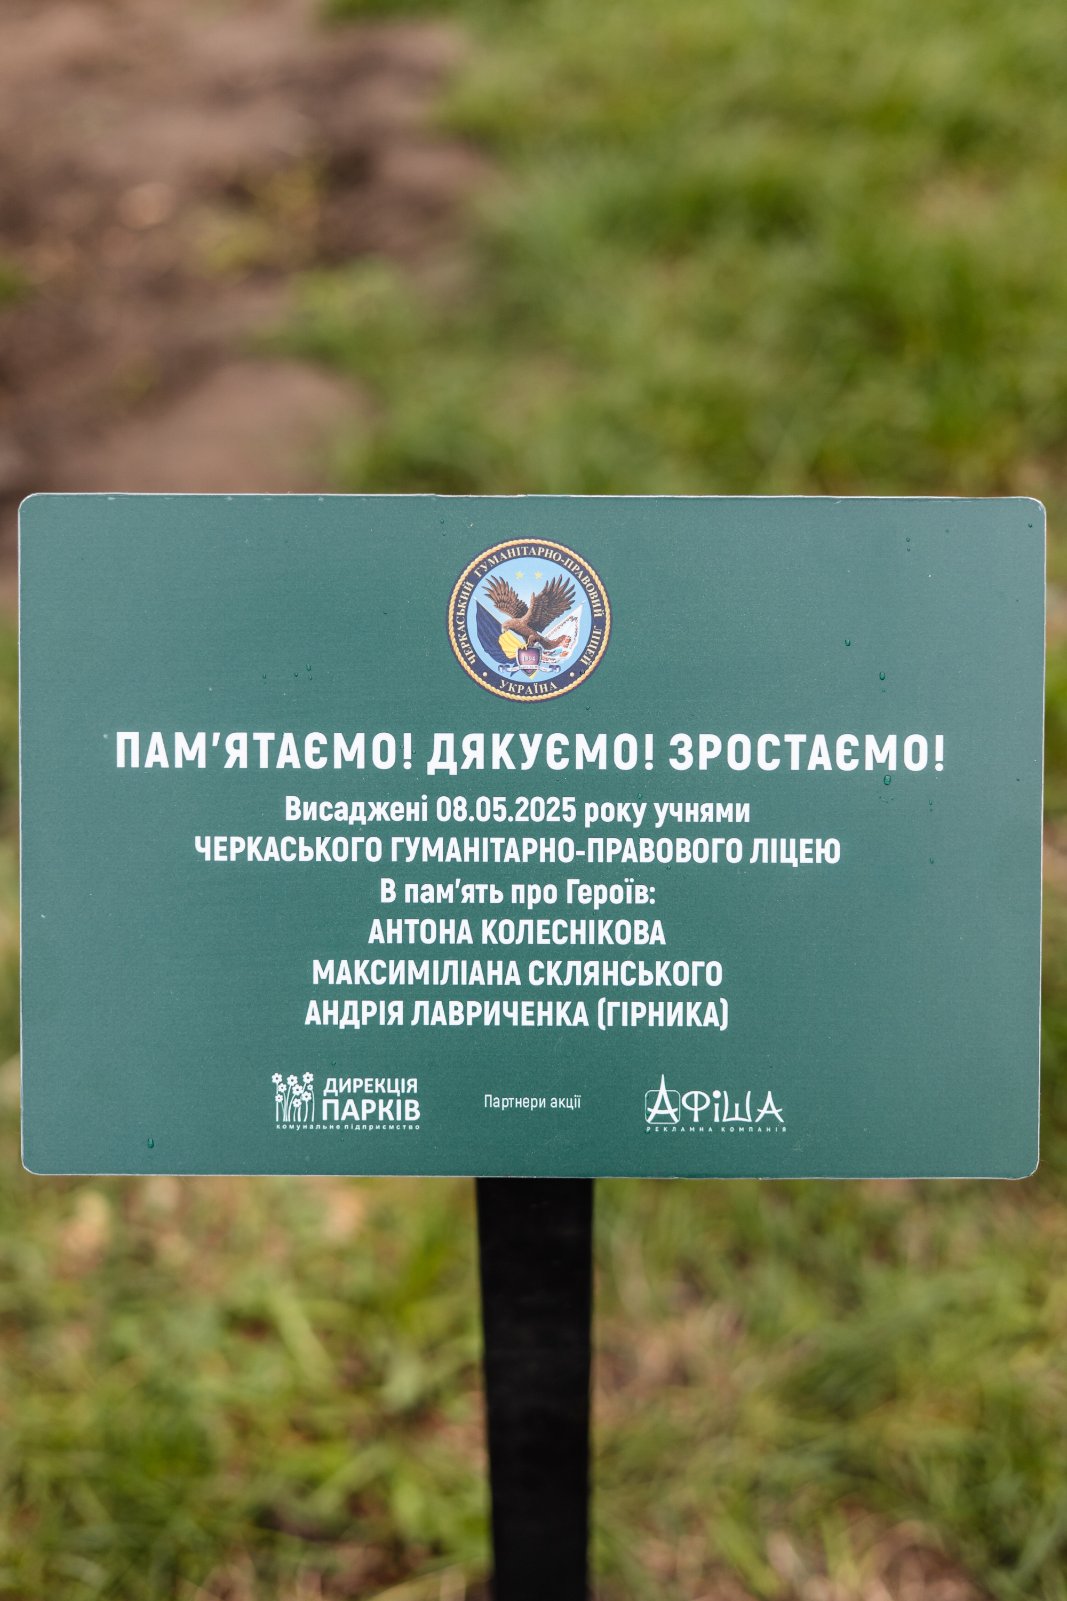 ЧЕРКАСЬКИЙ ГУМАНІТАРНО-ПРАВОВИЙ ЛІЦЕЙ
УКРАЇНА
ПАМ'ЯТАЄМО! ДЯКУЄМО! ЗРОСТАЄМО!
Висаджені 08.05.2025 року учнями
ЧЕРКАСЬКОГО ГУМАНІТАРНО-ПРАВОВОГО ЛІЦЕЮ
В пам'ять про Героїв:
АНТОНА КОЛЕСНІКОВА
МАКСИМІЛІАНА СКЛЯНСЬКОГО
АНДРІЯ ЛАВРИЧЕНКА (ГІРНИКА)
ДИРЕКЦІЯ
ПАРКІВ
комунальне підприємство
Партнери акції
АФІША
РЕКЛАМНА КОМПАНІЯ